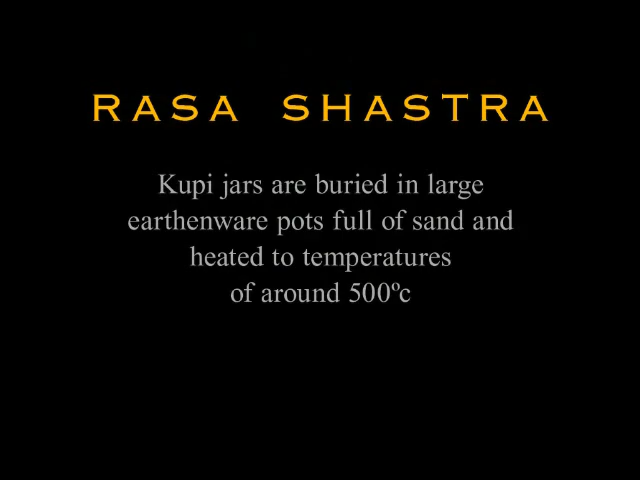 RASA SHASTRA
Kupi jars are buried in large
earthenware pots full of sand and
heated to temperatures
of around 500ºc